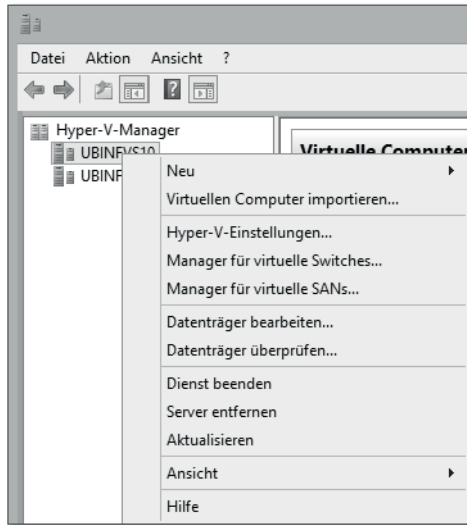 Datei Aktion Ansicht ?
Hyper-V-Manager
UBINFVS10
UBINF
Virtuelle Computer
Neu
Virtuellen Computer importieren...
Hyper-V-Einstellungen...
Manager für virtuelle Switches...
Manager für virtuelle SANs...
Datenträger bearbeiten...
Datenträger überprüfen...
Dienst beenden
Server entfernen
Aktualisieren
Ansicht
Hilfe